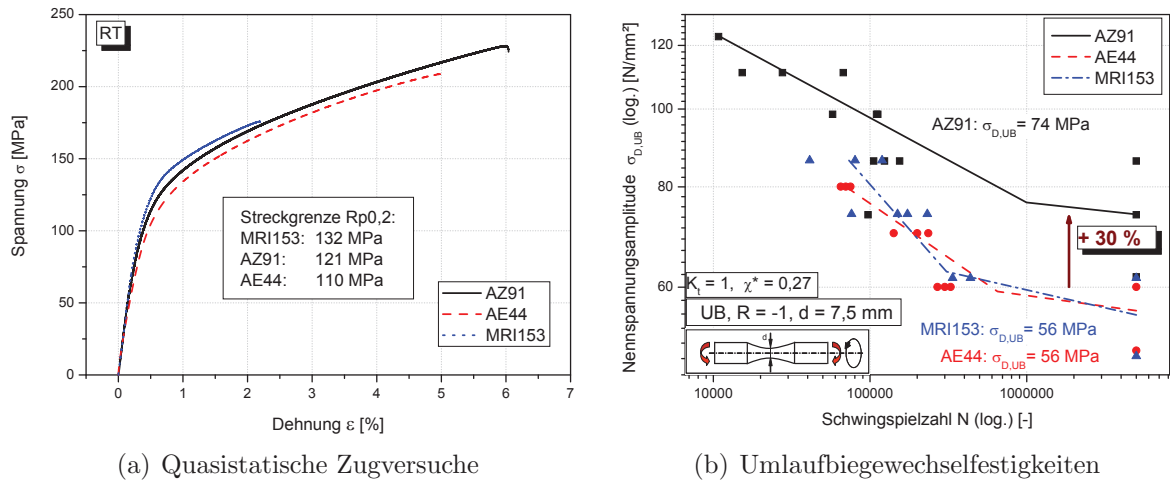 250
200
150
100
50
0
Spannung σ [MPa]
RT
Streckgrenze Rp0,2:
MRI153: 132 MPa
AZ91: 121 MPa
AE44: 110 MPa
AZ91
AE44
MRI153
0 1 2 3 4 5 6 7
Dehnung ε [%]
(a) Quasistatische Zugversuche
120
100
80
60
Nennspannungsamplitude σD,UB (log.) [N/mm²]
AZ91
AE44
MRI153
AZ91: σD,UB= 74 MPa
+ 30 %
Kt = 1, χ* = 0,27
UB, R = -1, d = 7,5 mm
d
MRI153: σD,UB= 56 MPa
AE44: σD,UB= 56 MPa
10000 100000 1000000
Schwingspielzahl N (log.) [-]
(b) Umlaufbiegewechselfestigkeiten